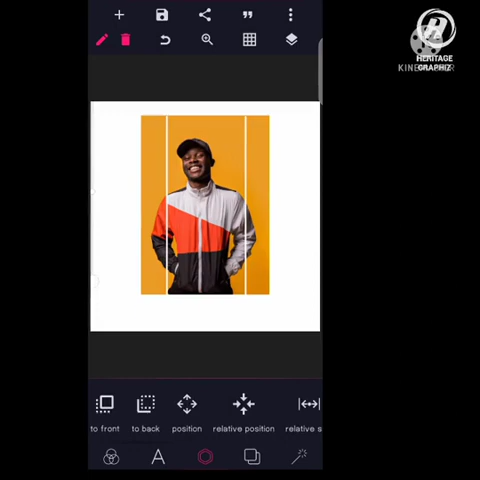 HERITAGE
GRAPHIZ
to front
to back
position
relative position
relative s